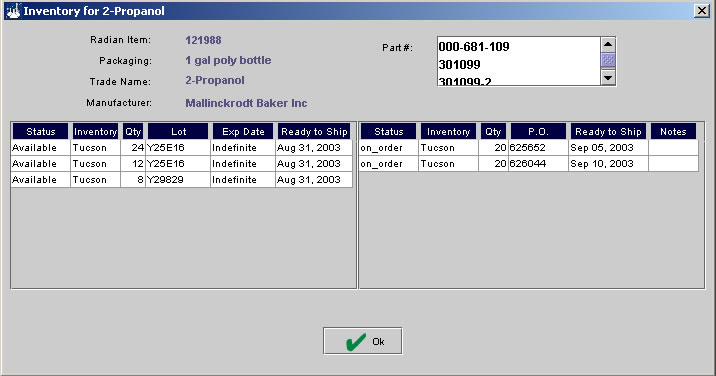 Inventory for 2-Propanol
Radian Item: 121988
Packaging: 1 gal poly bottle
Trade Name: 2-Propanol
Manufacturer: Mallinckrodt Baker Inc
Part#: 000-681-109
301099
301099-2
Status Inventory Qty Lot Exp Date Ready to Ship
Available Tucson 24 Y25E16 Indefinite Aug 31, 2003
Available Tucson 12 Y25E16 Indefinite Aug 31, 2003
Available Tucson 8 Y29829 Indefinite Aug 31, 2003
Status Inventory Qty P.O. Ready to Ship Notes
on_order Tucson 20 625652 Sep 05, 2003
on_order Tucson 20 626044 Sep 10, 2003
Ok